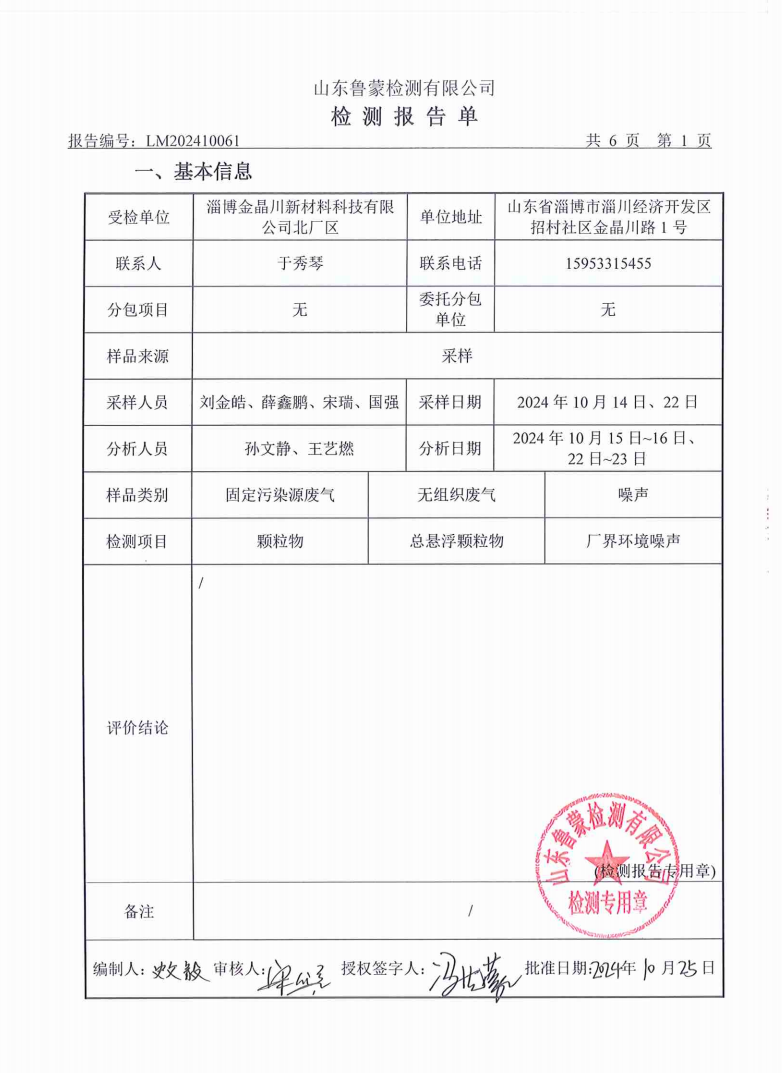 山东鲁蒙检测有限公司
检 测 报 告 单
报告编号：LM202410061 共 6 页 第 1 页
一、基本信息
受检单位 淄博金晶川新材料科技有限公司北厂区 单位地址 山东省淄博市淄川经济开发区招村社区金晶川路 1 号
联系人 于秀琴 联系电话 15953315455
分包项目 无 委托分包单位 无
样品来源 采样
采样人员 刘金皓、薛鑫鹏、宋瑞、国强 采样日期 2024 年 10 月 14 日、22 日
分析人员 孙文静、王艺燃 分析日期 2024 年 10 月 15 日~16 日、22 日~23 日
样品类别 固定污染源废气 无组织废气 噪声
检测项目 颗粒物 总悬浮颗粒物 厂界环境噪声
评价结论 /
山东鲁蒙检测有限公司
(检测报告专用章)
检测专用章
备注 /
编制人： 审核人： 授权签字人： 批准日期:2024年 10 月 25 日